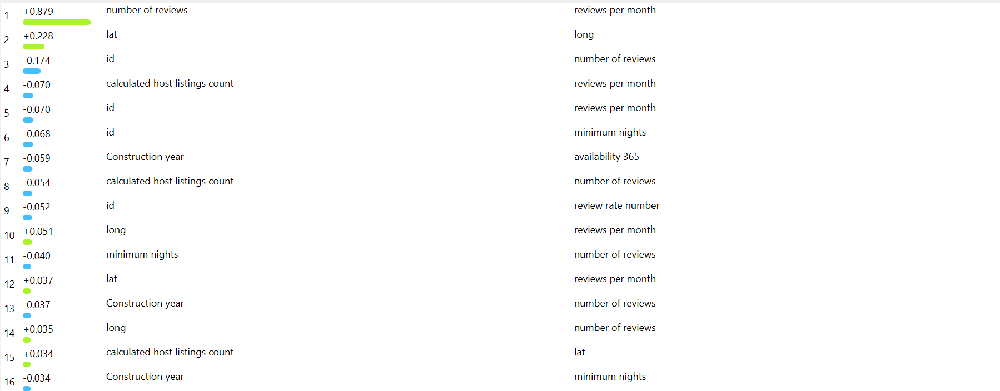 1 +0.879 number of reviews reviews per month
2 +0.228 lat long
3 -0.174 id number of reviews
4 -0.070 calculated host listings count reviews per month
5 -0.070 id reviews per month
6 -0.068 id minimum nights
7 -0.059 Construction year availability 365
8 -0.054 calculated host listings count number of reviews
9 -0.052 id review rate number
10 +0.051 long reviews per month
11 -0.040 minimum nights number of reviews
12 +0.037 lat reviews per month
13 -0.037 Construction year number of reviews
14 +0.035 long number of reviews
15 +0.034 calculated host listings count lat
16 -0.034 Construction year minimum nights